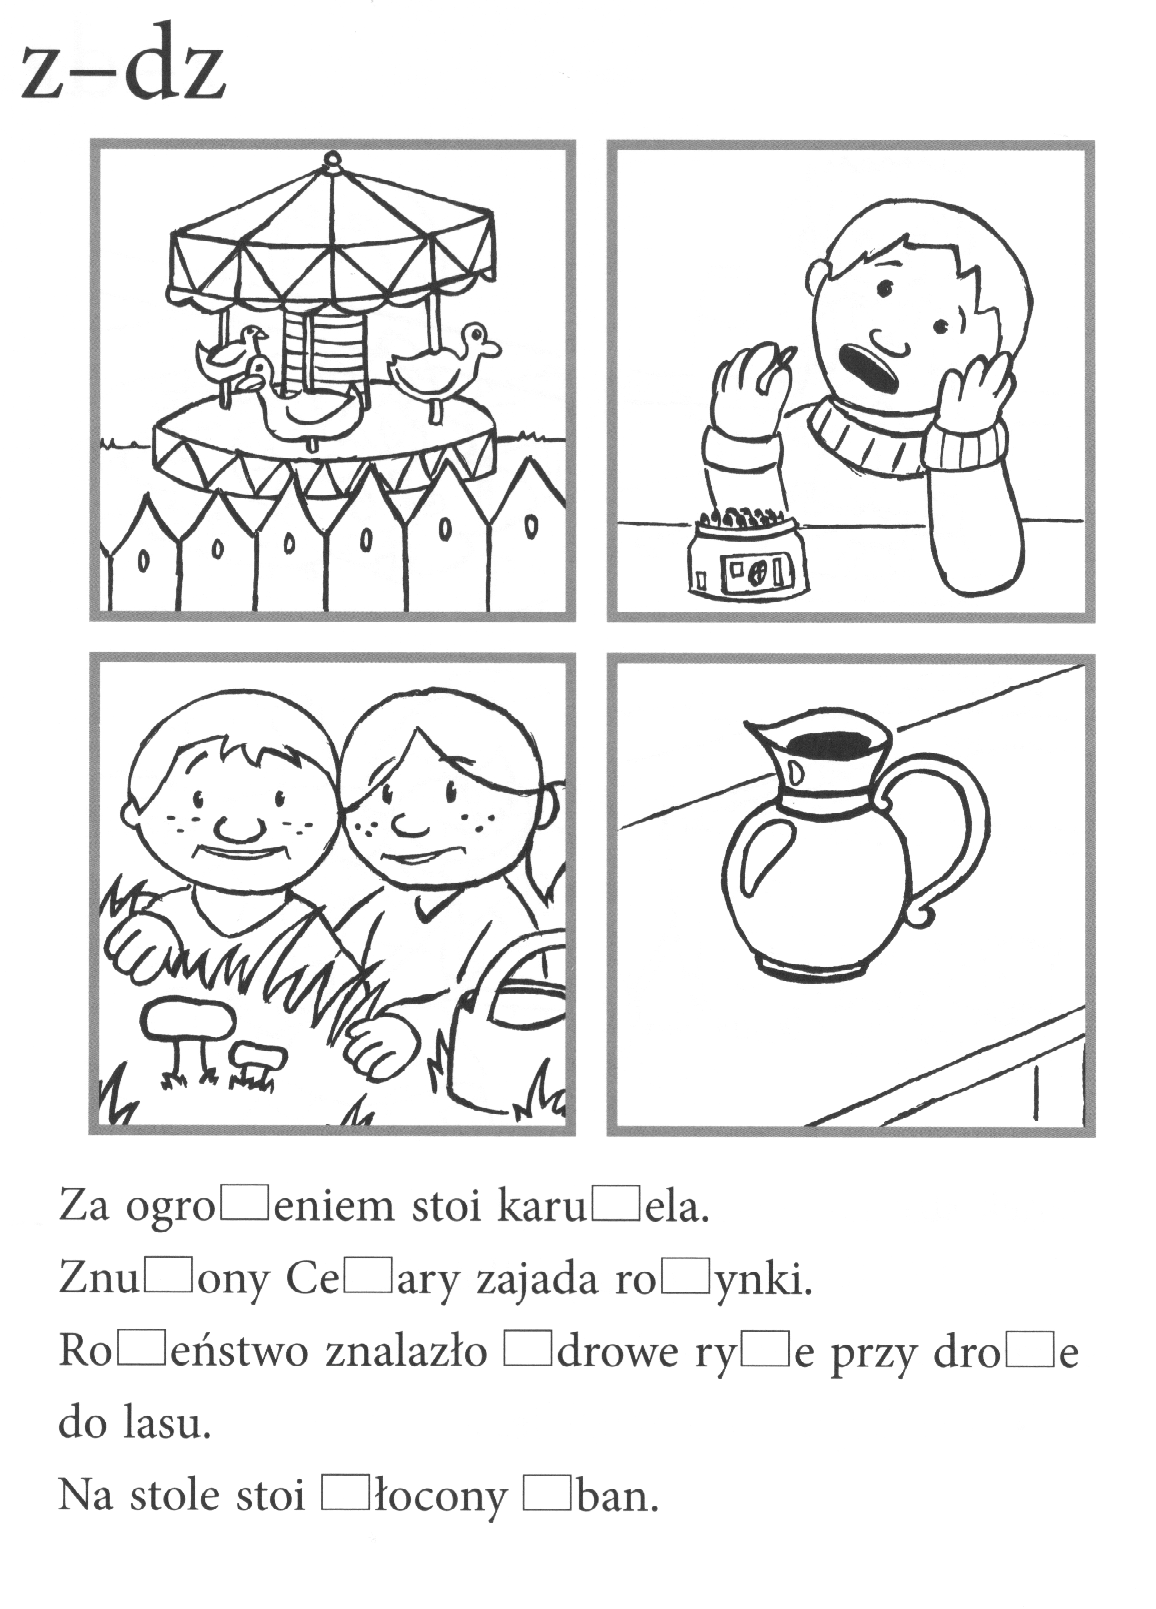 z–dz
Za ogro□eniem stoi karu□ela.
Znu□ony Ce□ary zajada ro□ynki.
Ro□eństwo znalazło □drowe ry□e przy dro□e
do lasu.
Na stole stoi □łocony □ban.